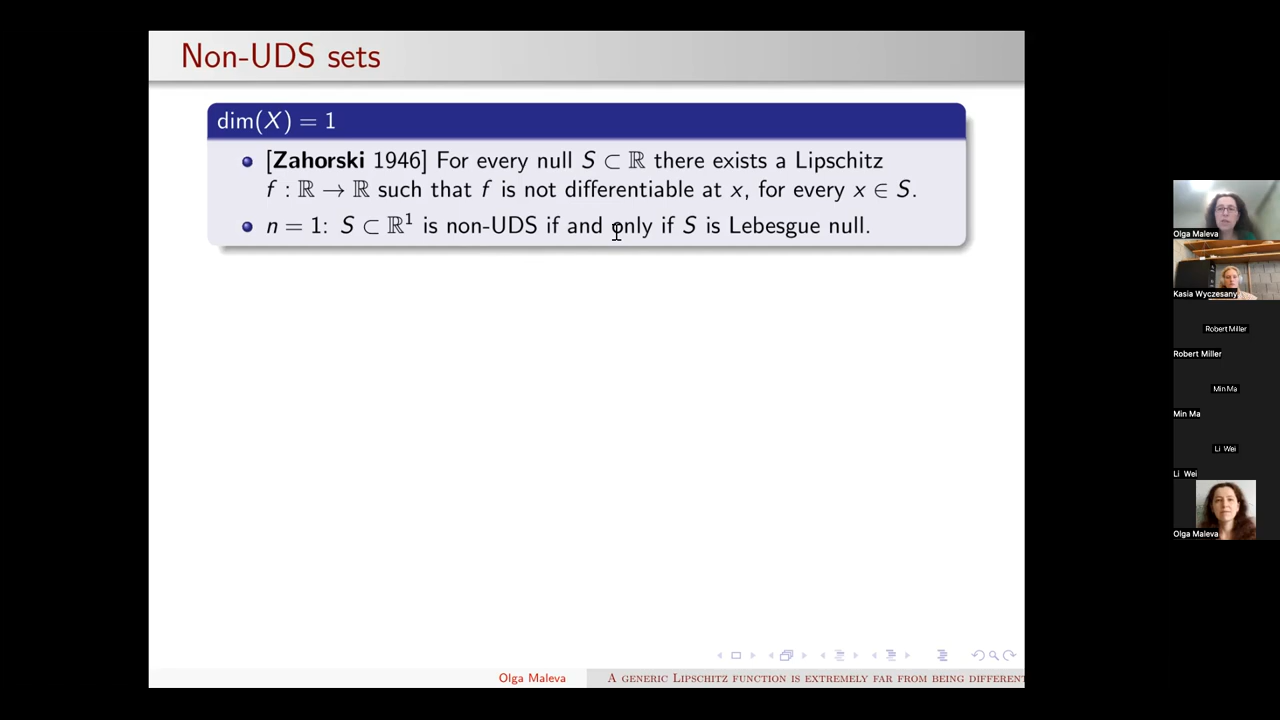 Non-UDS sets
dim(X) = 1
[Zahorski 1946] For every null S ⊂ ℝ there exists a Lipschitz
f : ℝ → ℝ such that f is not differentiable at x, for every x ∈ S.
n = 1: S ⊂ ℝ¹ is non-UDS if and only if S is Lebesgue null.
Olga Maleva
A generic Lipschitz function is extremely far from being differen
Olga Maleva
Kasia Wyczesany
Robert Miller
Robert Miller
Min Ma
Min Ma
Li Wei
Li Wei
Olga Maleva